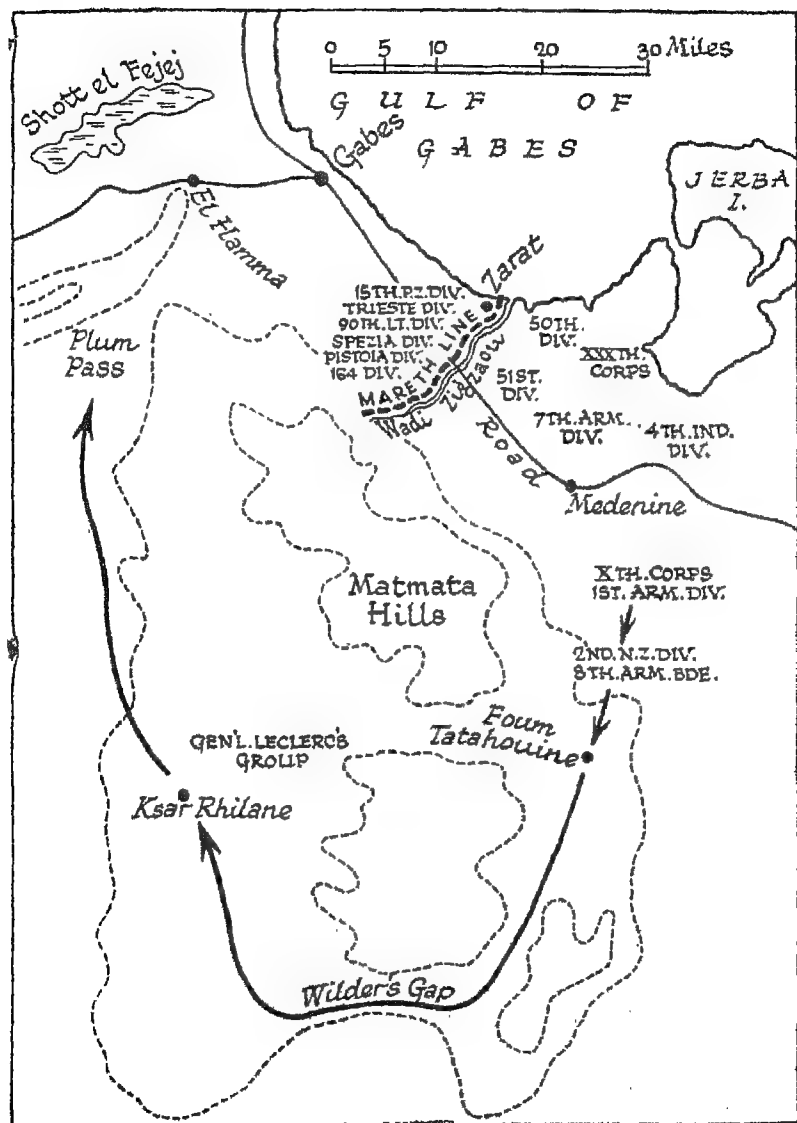 0 5 10 20 30 Miles
GULF OF
GABES
Shott el Fejej
Gabes
JERBA
I.
El Hamma
Zarat
15TH.PZ.DIV.
TRIESTE DIV.
90TH.LT.DIV.
SPEZIA DIV.
PISTOIA DIV.
164 DIV.
MARETH LINE
Wadi Zigzaou
50TH.
DIV.
XXXTH.
CORPS
51ST.
DIV.
Plum
Pass
7TH.ARM.
DIV.
4TH.IND.
DIV.
Road
Medenine
Matmata
Hills
XTH.CORPS
1ST.ARM.DIV.
2ND.N.Z.DIV.
8TH.ARM.BDE.
Foum
Tatahouine
GEN'L.LECLERC'S
GROUP
Ksar Rhilane
Wilder's Gap